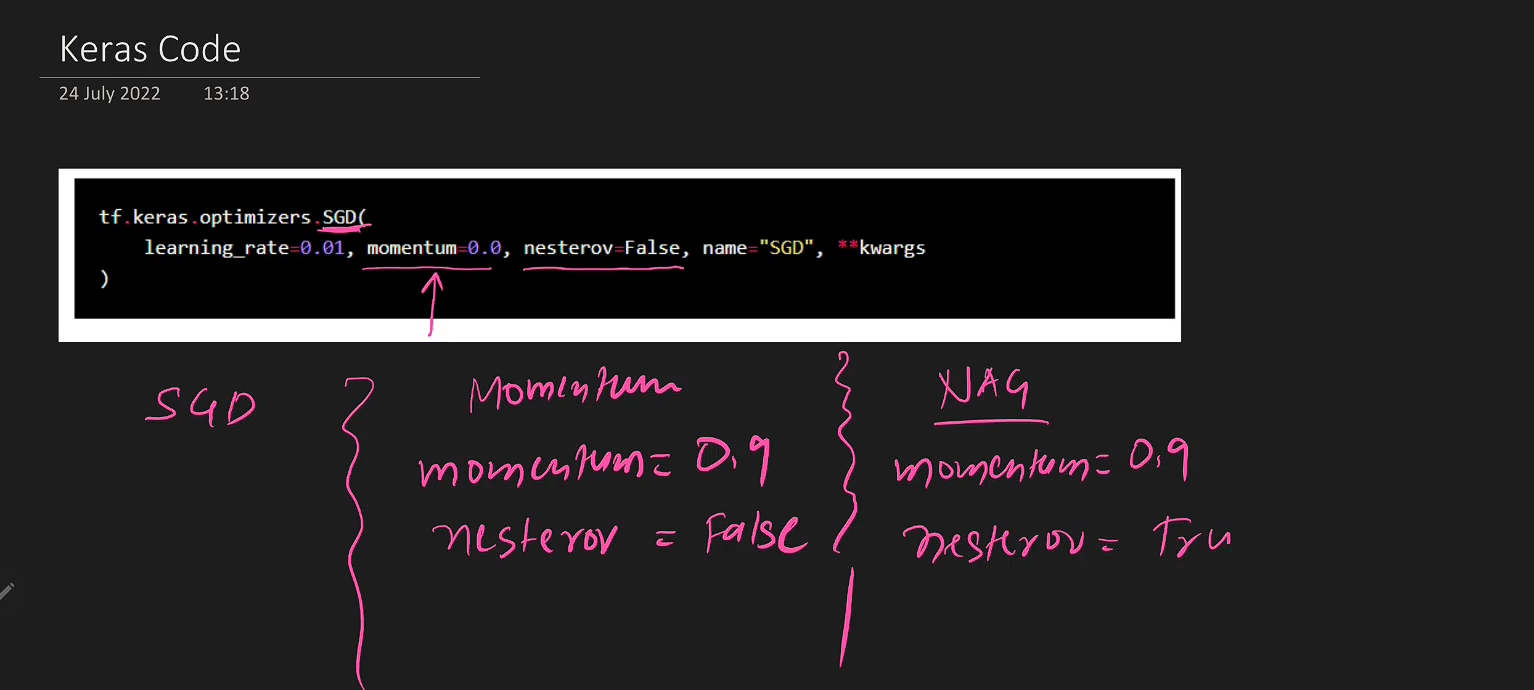 Keras Code
24 July 2022 13:18
tf.keras.optimizers.SGD(
learning_rate=0.01, momentum=0.0, nesterov=False, name="SGD", **kwargs
)
SGD
Momentum
momentum = 0.9
nesterov = False
NAG
momentum = 0.9
nesterov = Tru